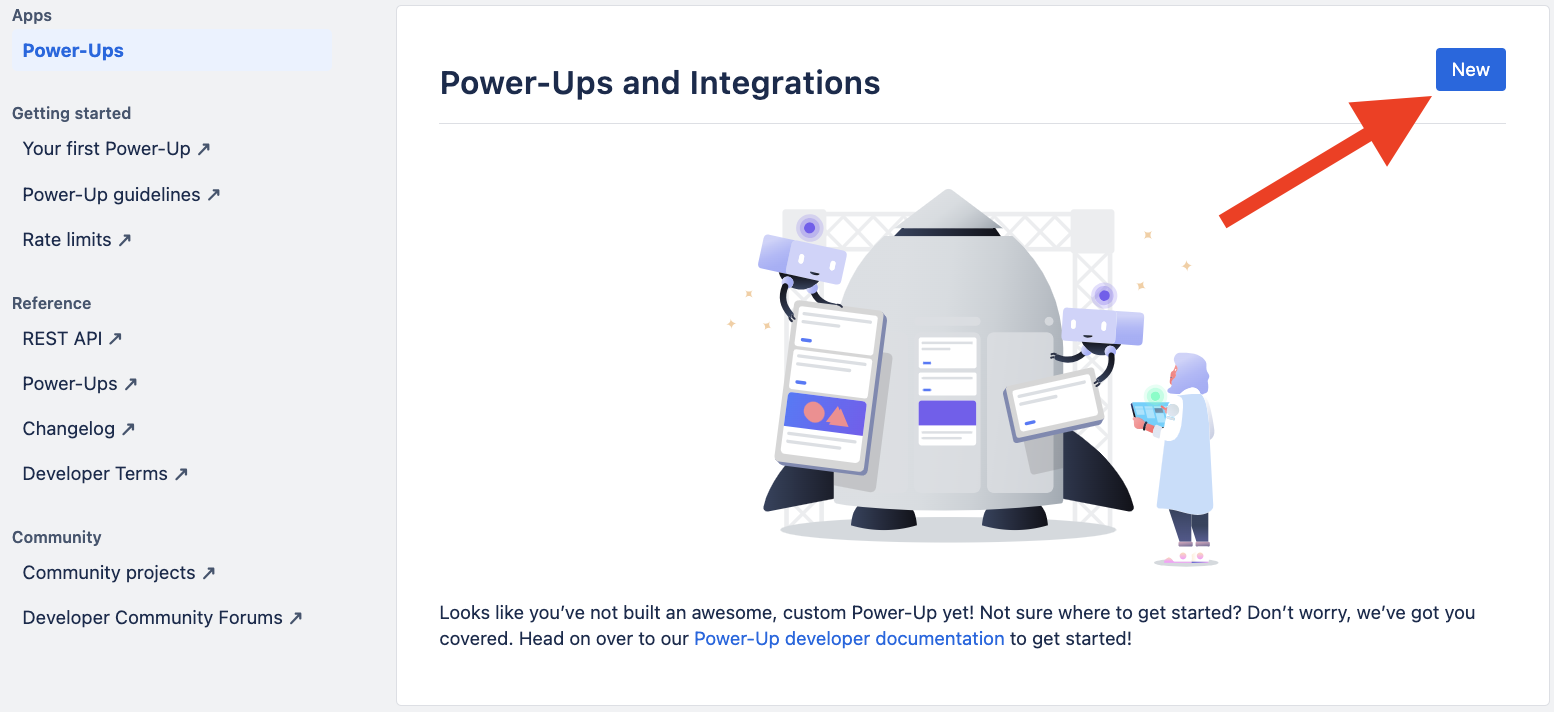 Apps
Power-Ups
Getting started
Your first Power-Up ↗
Power-Up guidelines ↗
Rate limits ↗
Reference
REST API ↗
Power-Ups ↗
Changelog ↗
Developer Terms ↗
Community
Community projects ↗
Developer Community Forums ↗
Power-Ups and Integrations
New
Looks like you’ve not built an awesome, custom Power-Up yet! Not sure where to get started? Don’t worry, we’ve got you
covered. Head on over to our Power-Up developer documentation to get started!